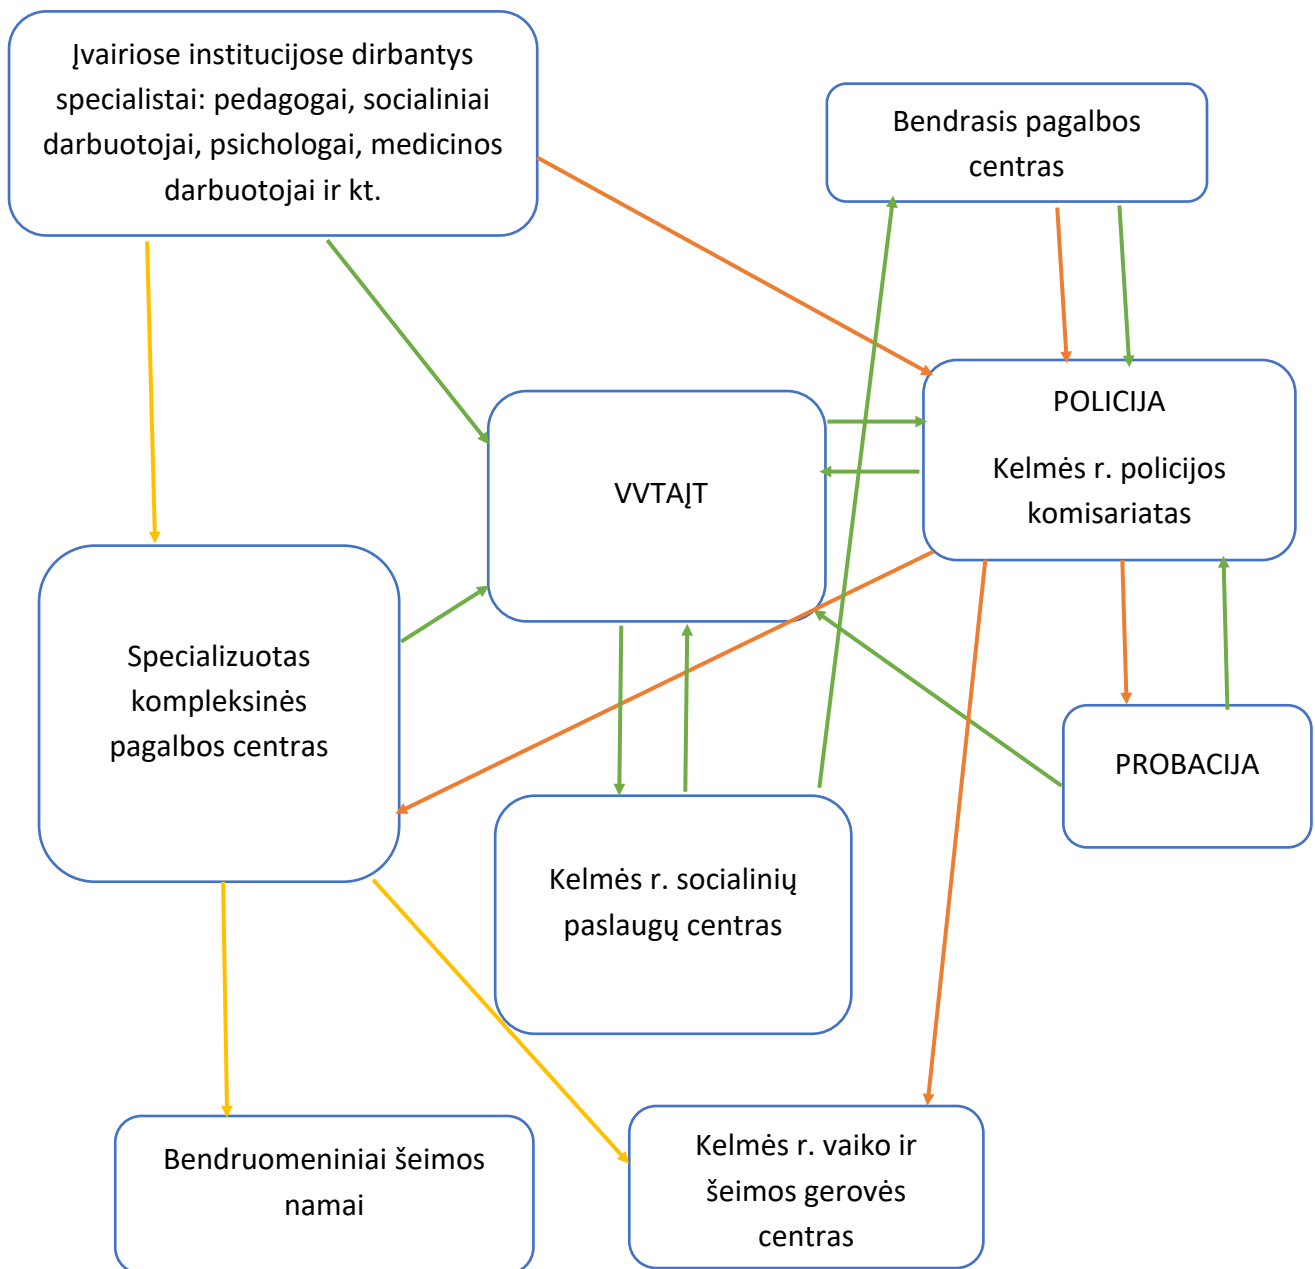 Įvairiose institucijose dirbantys
specialistai: pedagogai, socialiniai
darbuotojai, psichologai, medicinos
darbuotojai ir kt.
Bendrasis pagalbos
centras
POLICIJA
Kelmės r. policijos
komisariatas
VVTAĮT
Specializuotas
kompleksinės
pagalbos centras
PROBACIJA
Kelmės r. socialinių
paslaugų centras
Bendruomeniniai šeimos
namai
Kelmės r. vaiko ir
šeimos gerovės
centras